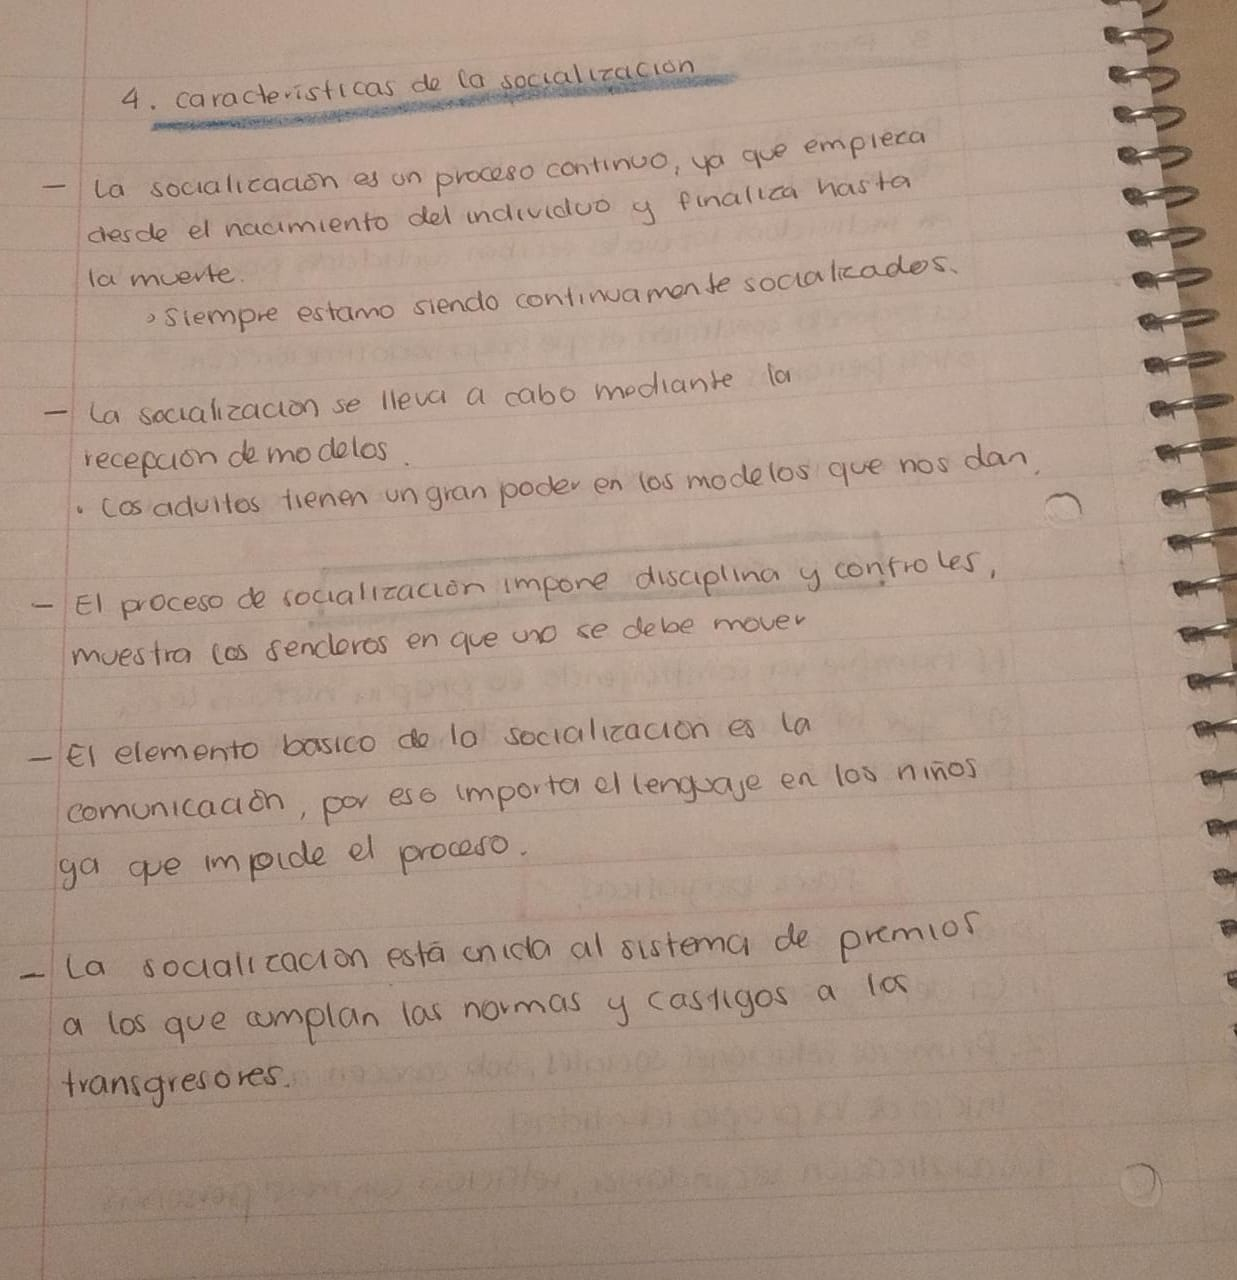 4. características de la socializacion
- La socialización es un proceso continuo, ya que empieza
desde el nacimiento del individuo y finaliza hasta
la muerte.
› Siempre estamo siendo continuamente socializados.
- La socializacion se lleva a cabo mediante la
recepcion de modelos.
· Los adultos tienen un gran poder en los modelos que nos dan.
- El proceso de socialización impone disciplina y controles,
muestra los senderos en que uno se debe mover
- El elemento basico de la socializacion es la
comunicación, por eso importa el lenguaje en los niños
ya que impide el proceso.
- La socializacion está unida al sistema de premios
a los que cumplan las normas y castigos a los
transgresores.